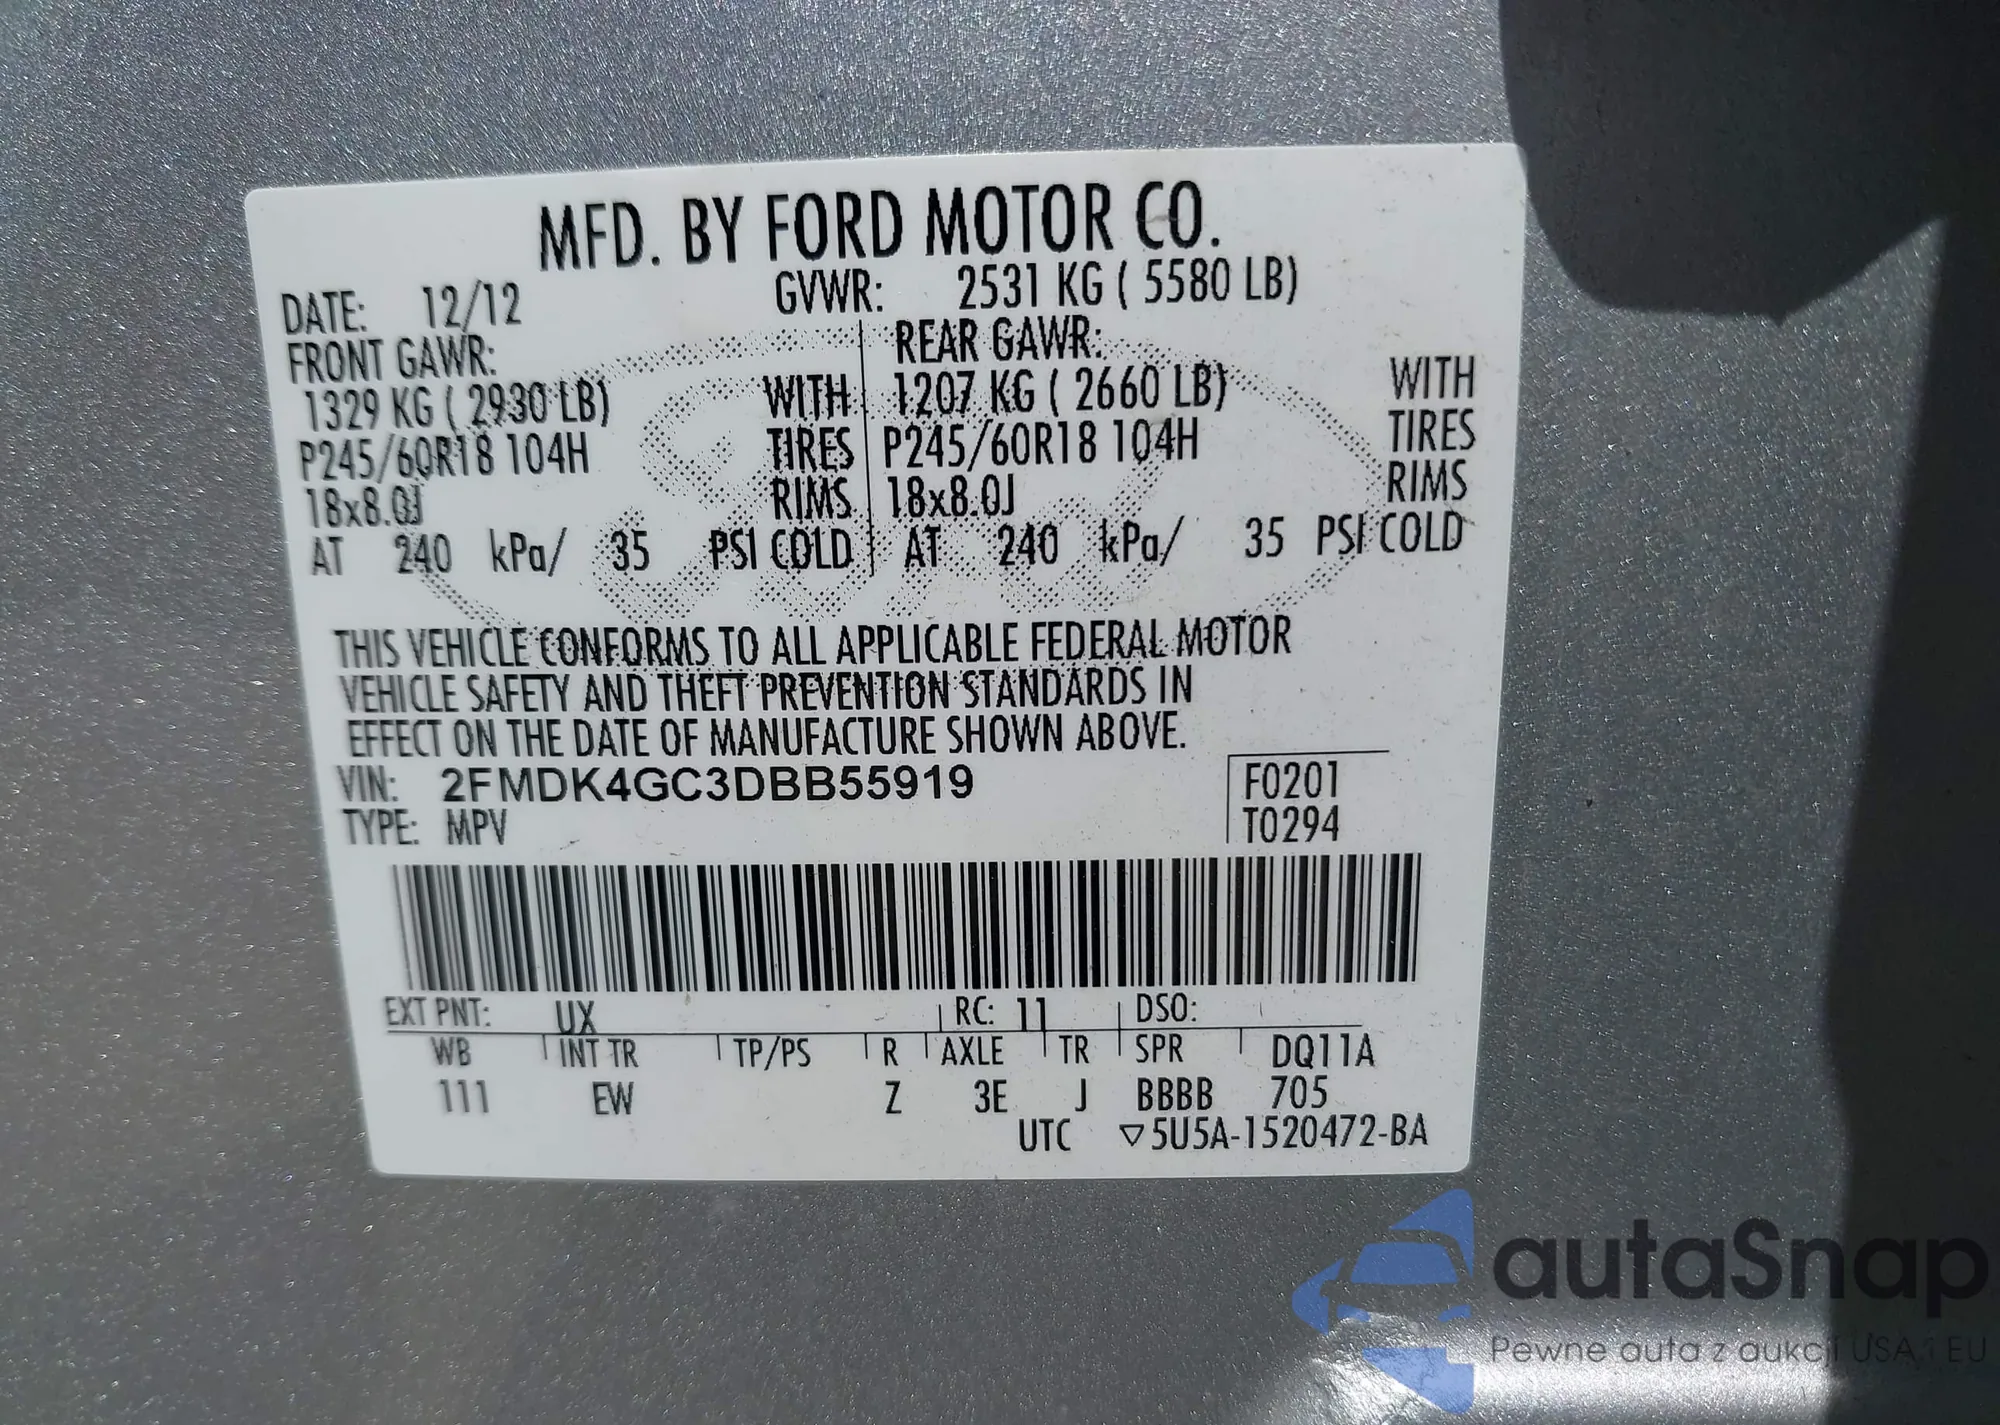 MFD. BY FORD MOTOR CO.
DATE: 12/12 GVWR: 2531 KG ( 5580 LB)
FRONT GAWR: REAR GAWR:
1329 KG ( 2930 LB) WITH 1207 KG ( 2660 LB) WITH
P245/60R18 104H TIRES P245/60R18 104H TIRES
18x8.0J RIMS 18x8.0J RIMS
AT 240 kPa/ 35 PSI COLD AT 240 kPa/ 35 PSI COLD
THIS VEHICLE CONFORMS TO ALL APPLICABLE FEDERAL MOTOR
VEHICLE SAFETY AND THEFT PREVENTION STANDARDS IN
EFFECT ON THE DATE OF MANUFACTURE SHOWN ABOVE.
VIN: 2FMDK4GC3DBB55919 F0201
TYPE: MPV T0294
EXT PNT: UX RC: 11 DSO:
WB INT TR TP/PS R AXLE TR SPR DQ11A
111 EW Z 3E J BBBB 705
UTC ▽5U5A-1520472-BA
autaSnap
Pewne auta z aukcji USA i EU